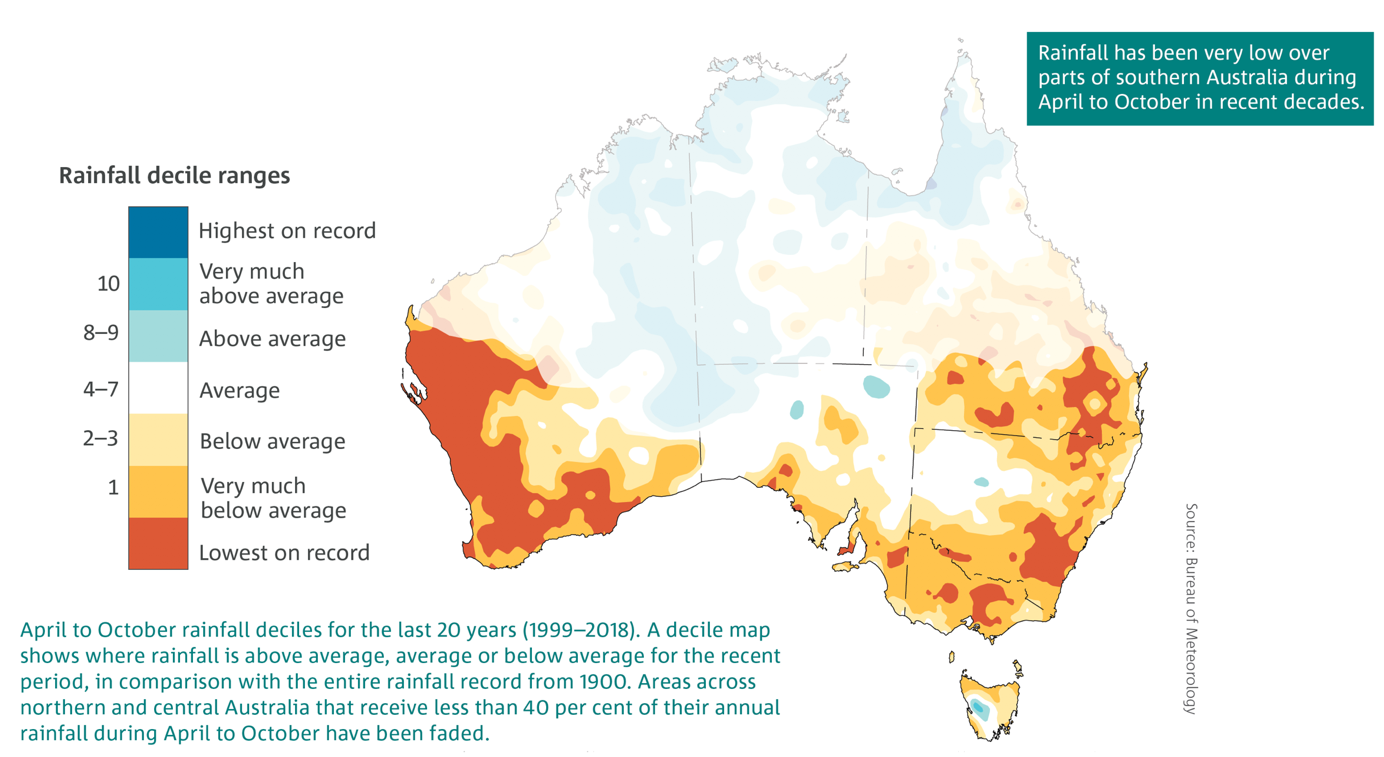 Rainfall has been very low over
parts of southern Australia during
April to October in recent decades.
Rainfall decile ranges
Highest on record
10
Very much
above average
8–9
Above average
4–7
Average
2–3
Below average
1
Very much
below average
Lowest on record
Source: Bureau of Meteorology
April to October rainfall deciles for the last 20 years (1999–2018). A decile map
shows where rainfall is above average, average or below average for the recent
period, in comparison with the entire rainfall record from 1900. Areas across
northern and central Australia that receive less than 40 per cent of their annual
rainfall during April to October have been faded.